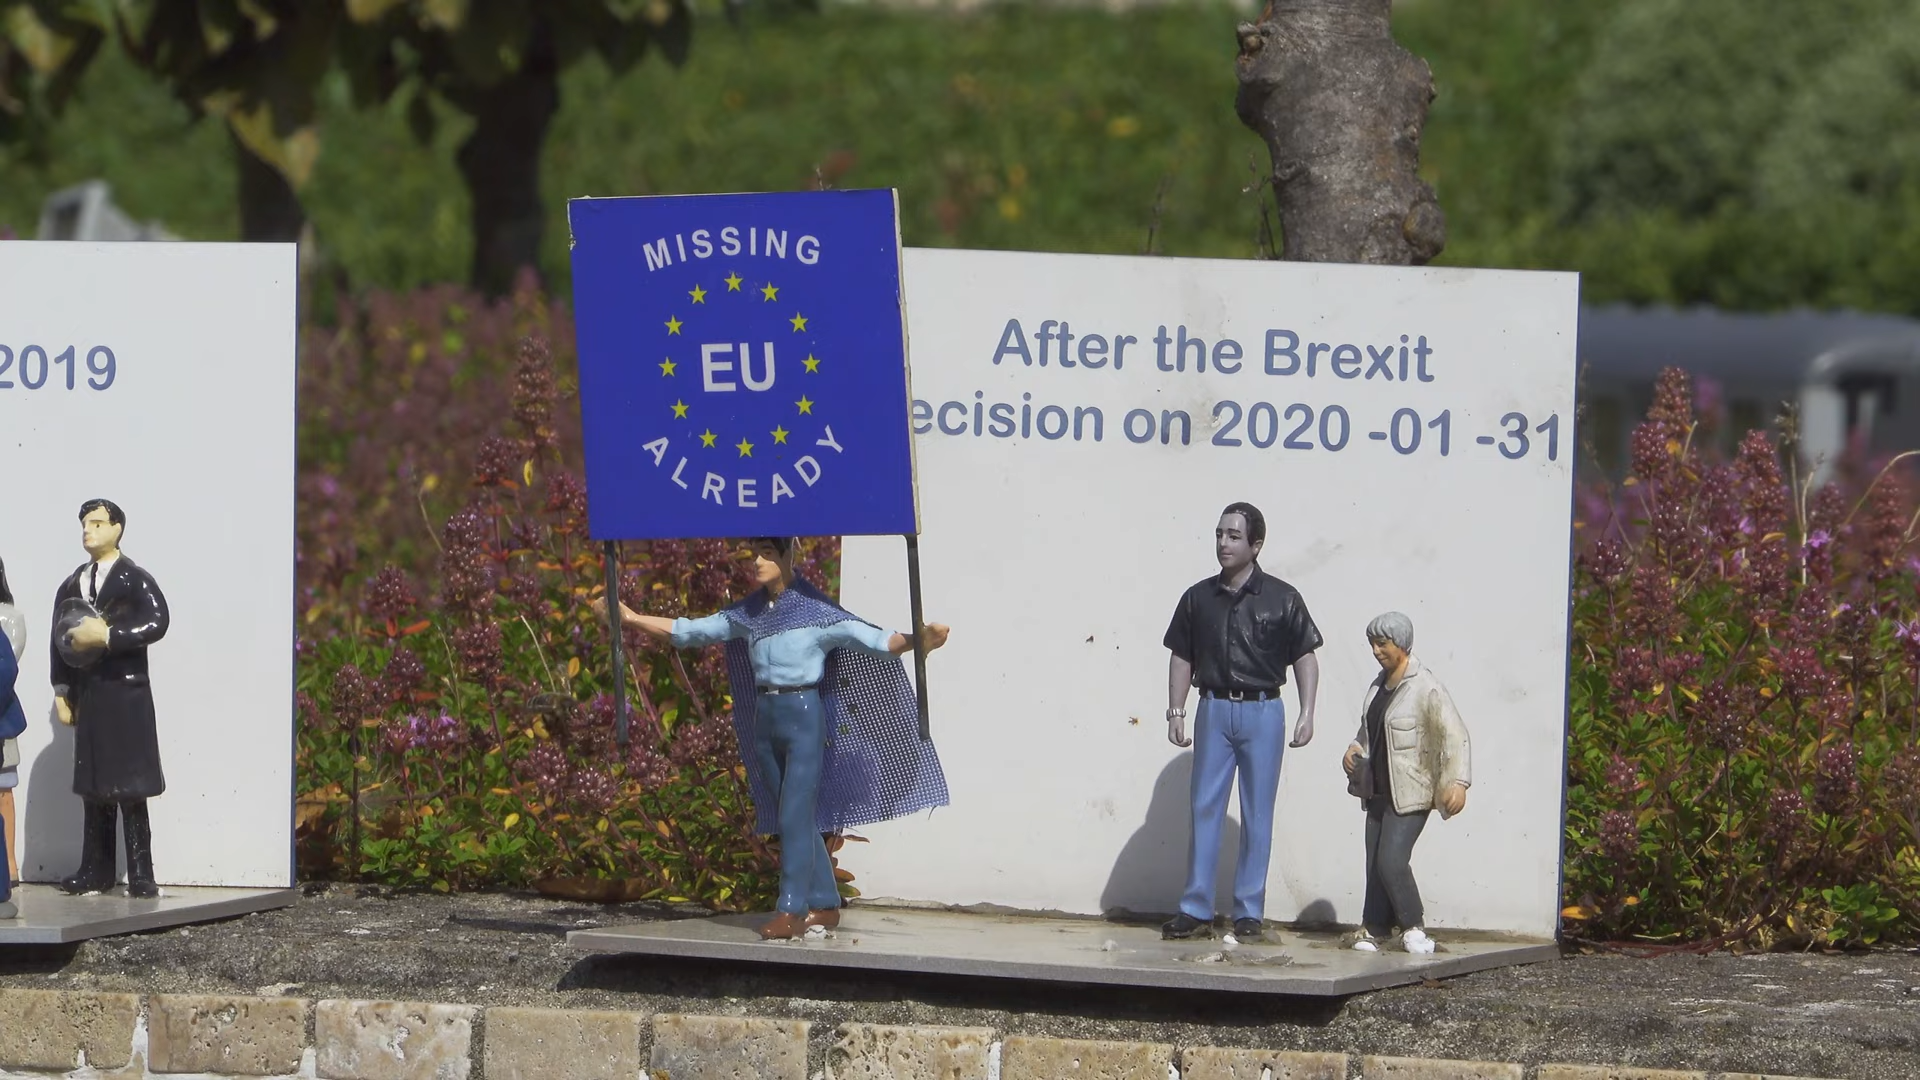 2019
MISSING
EU
ALREADY
After the Brexit
ecision on 2020 -01 -31